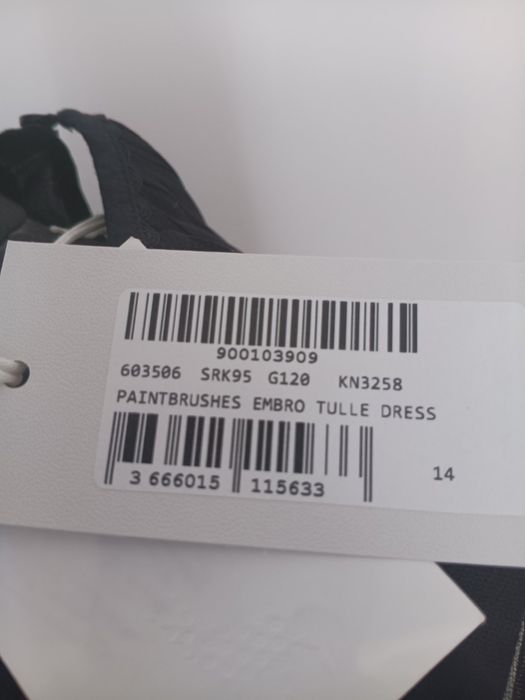 900103909
603506 SRK95 G120 KN3258
PAINTBRUSHES EMBRO TULLE DRESS
3 666015 115633
14